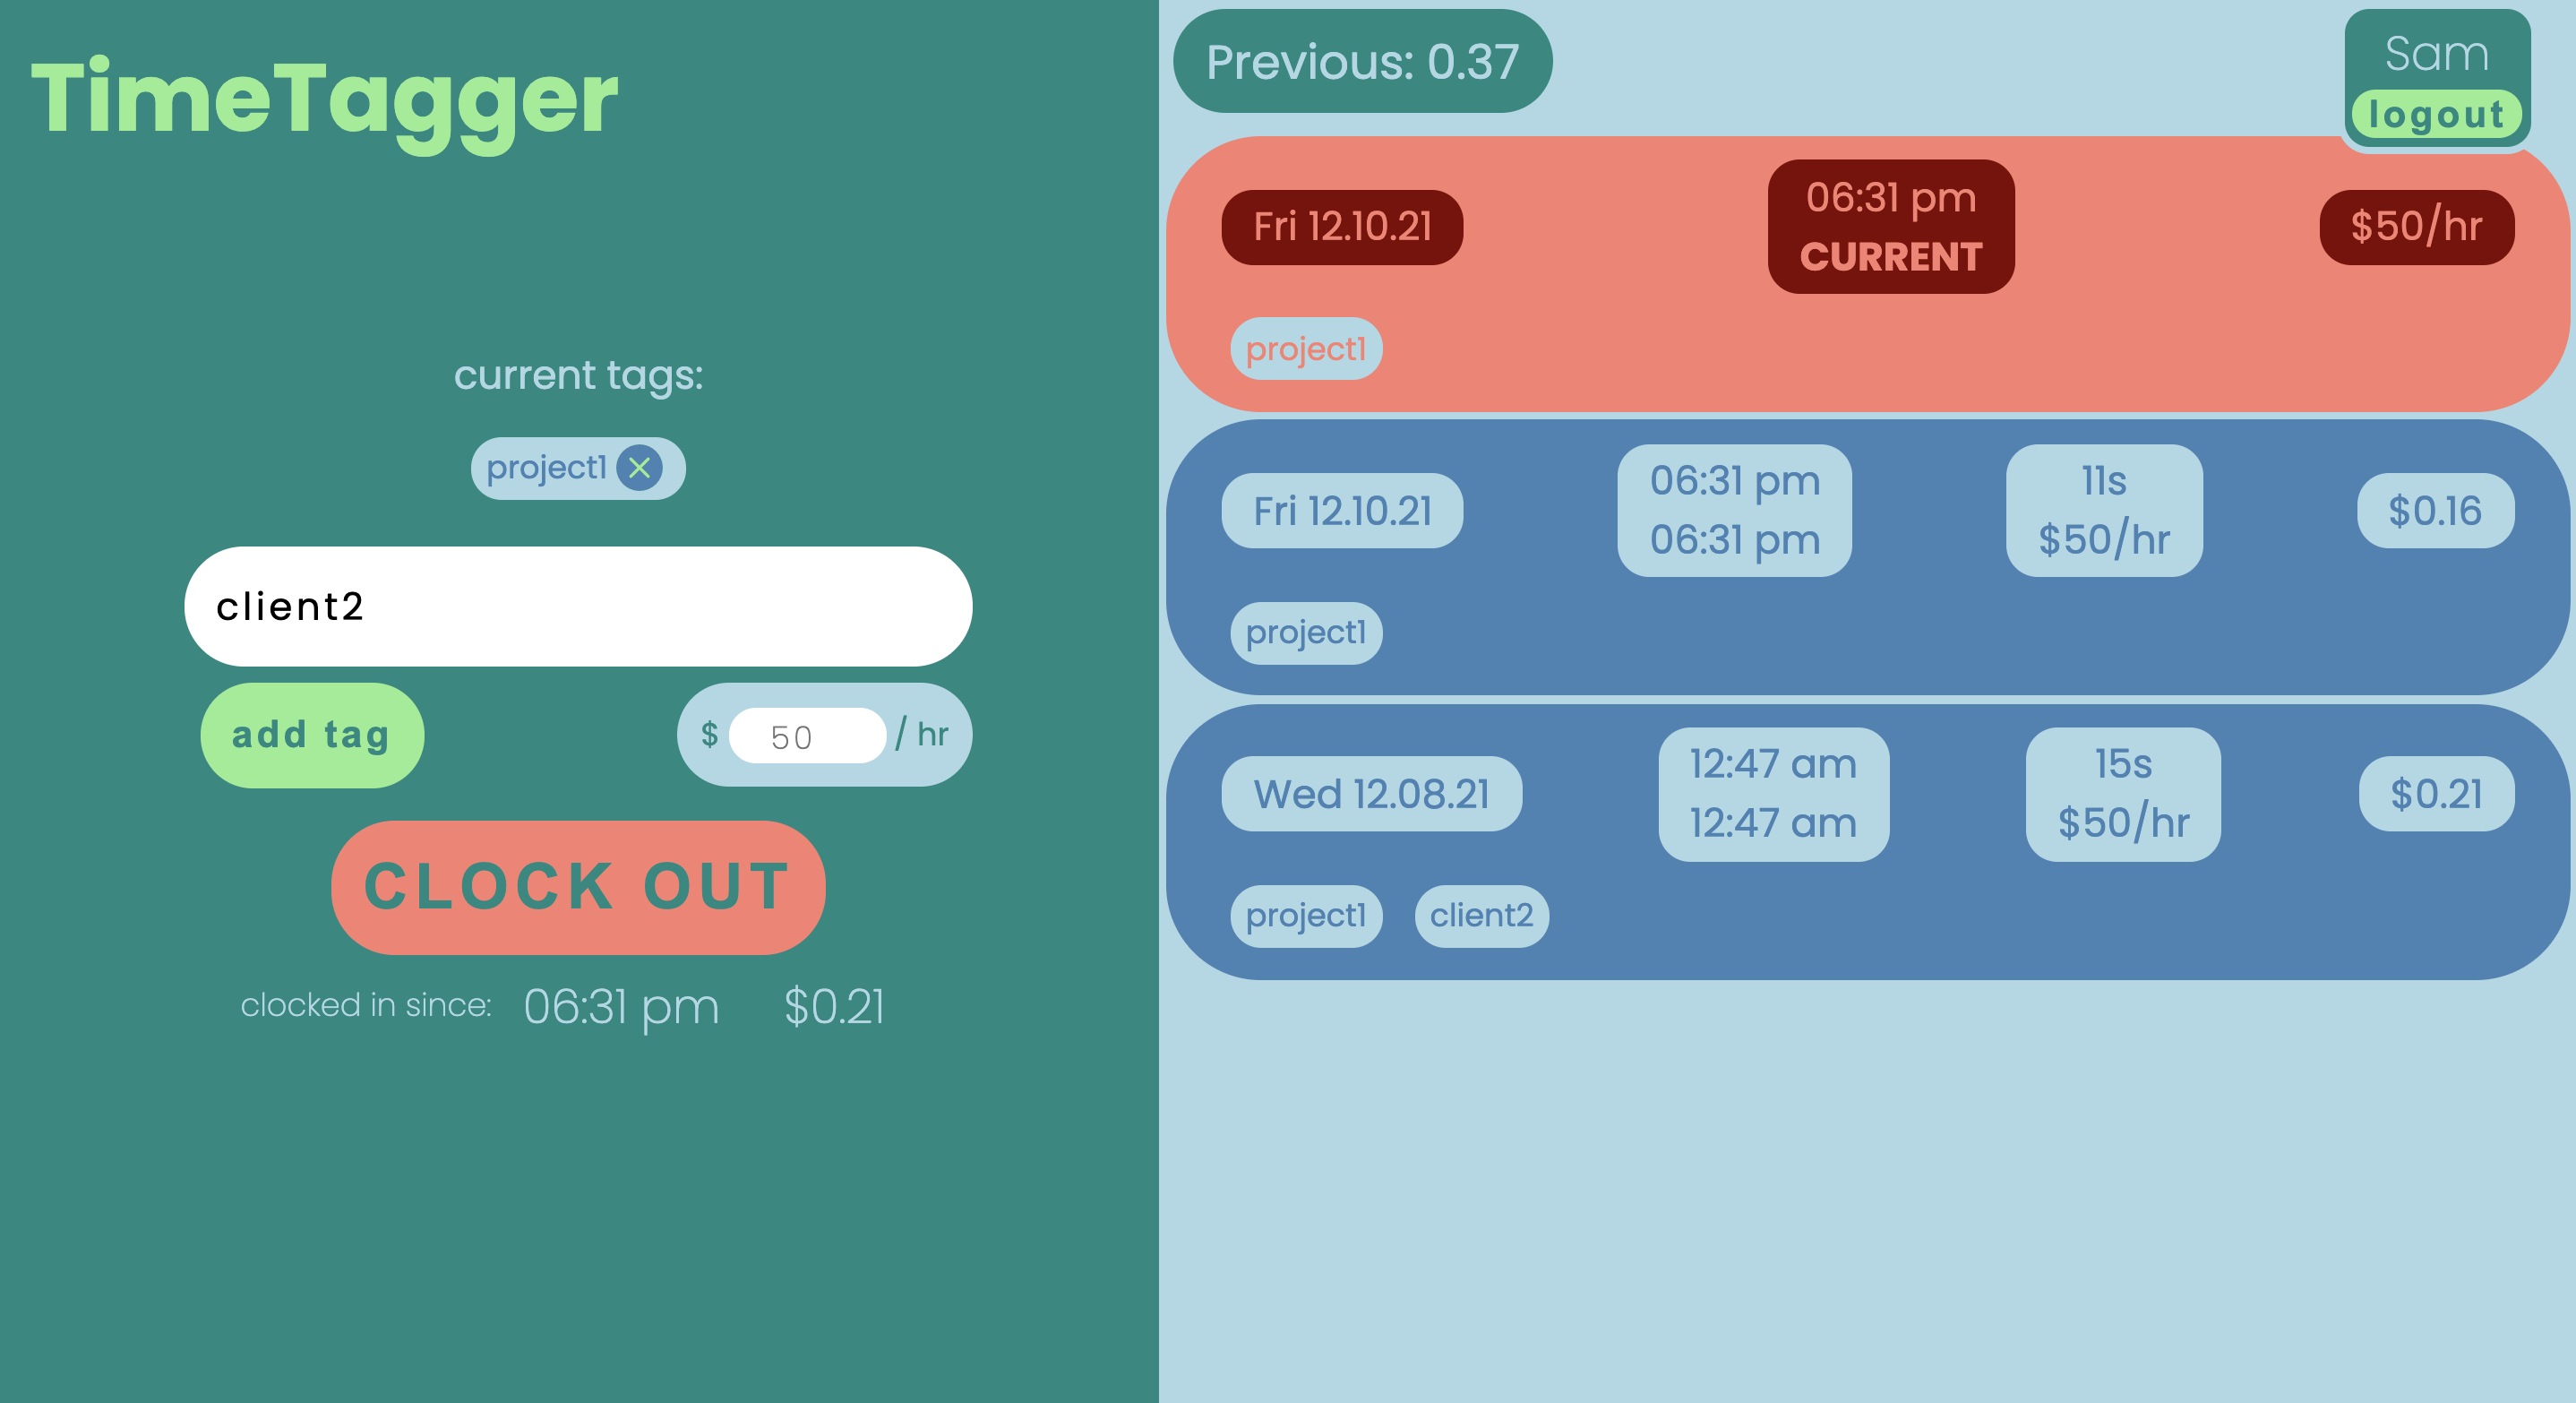 TimeTagger
current tags:
project1
client2
add tag
$ 50 / hr
CLOCK OUT
clocked in since: 06:31 pm $0.21
Previous: 0.37
Sam
logout
Fri 12.10.21
06:31 pm
CURRENT
$50/hr
project1
Fri 12.10.21
06:31 pm
06:31 pm
11s
$50/hr
$0.16
project1
Wed 12.08.21
12:47 am
12:47 am
15s
$50/hr
$0.21
project1 client2